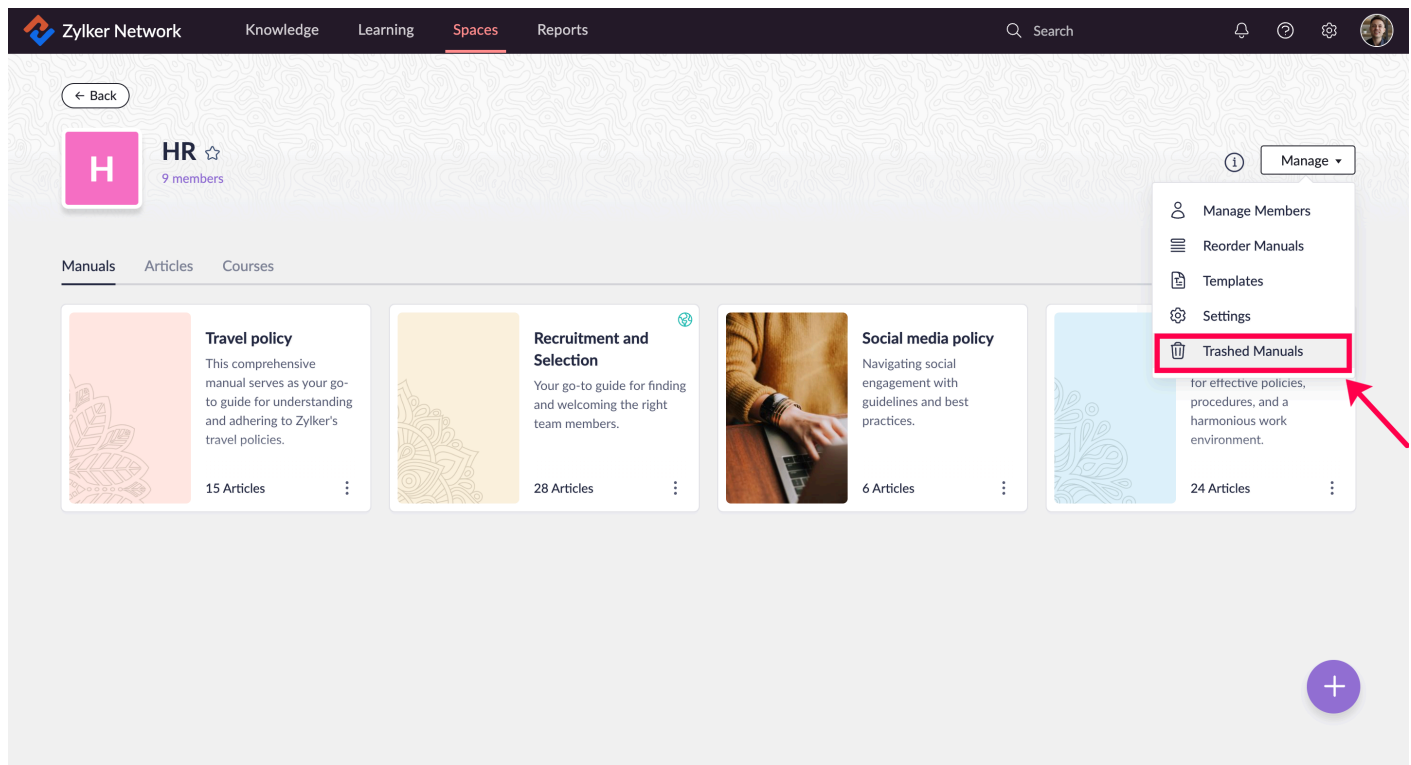 Zylker Network
Knowledge
Learning
Spaces
Reports
Search
← Back
H
HR
9 members
Manage
Manage Members
Reorder Manuals
Templates
Settings
Trashed Manuals
Manuals
Articles
Courses
Travel policy
This comprehensive
manual serves as your go-
to guide for understanding
and adhering to Zylker's
travel policies.
15 Articles
Recruitment and
Selection
Your go-to guide for finding
and welcoming the right
team members.
28 Articles
Social media policy
Navigating social
engagement with
guidelines and best
practices.
6 Articles
for effective policies,
procedures, and a
harmonious work
environment.
24 Articles